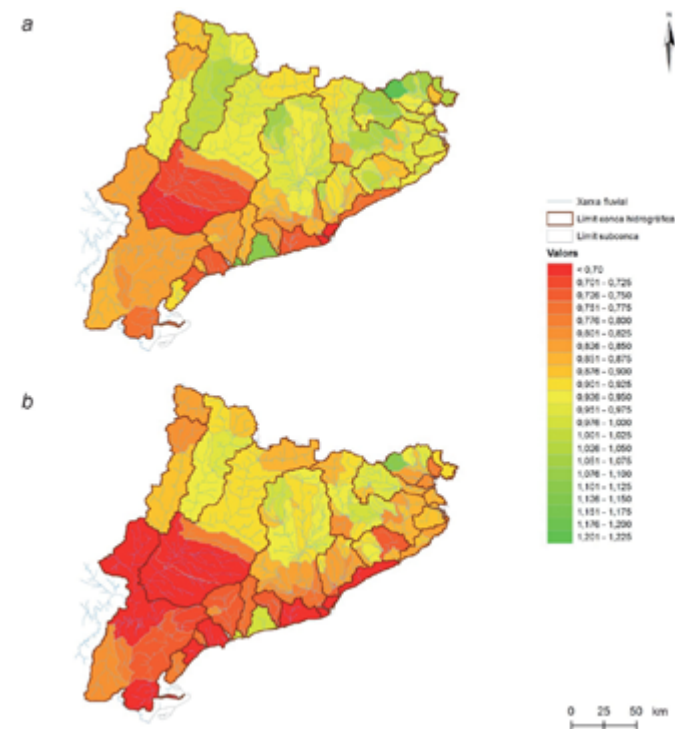 a
N
Xarxa fluvial
Límit conca hidrogràfica
Límit subconca
Valors
< 0,70
0,701 – 0,725
0,726 – 0,750
0,751 – 0,775
0,776 – 0,800
0,801 – 0,825
0,826 – 0,850
0,851 – 0,875
0,876 – 0,900
0,901 – 0,925
0,926 – 0,950
0,951 – 0,975
0,976 – 1,000
1,001 – 1,025
1,026 – 1,050
1,051 – 1,075
1,076 – 1,100
1,101 – 1,125
1,126 – 1,150
1,151 – 1,175
1,176 – 1,200
1,201 – 1,225
b
0 25 50 km